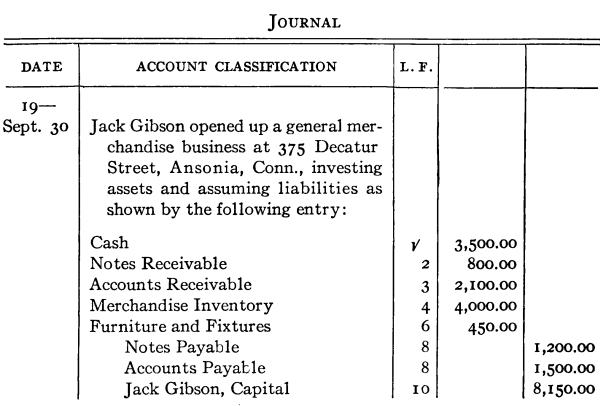 JOURNAL
DATE ACCOUNT CLASSIFICATION L. F.
19—
Sept. 30 Jack Gibson opened up a general mer-
chandise business at 375 Decatur
Street, Ansonia, Conn., investing
assets and assuming liabilities as
shown by the following entry:
Cash √ 3,500.00
Notes Receivable 2 800.00
Accounts Receivable 3 2,100.00
Merchandise Inventory 4 4,000.00
Furniture and Fixtures 6 450.00
Notes Payable 8 1,200.00
Accounts Payable 8 1,500.00
Jack Gibson, Capital 10 8,150.00